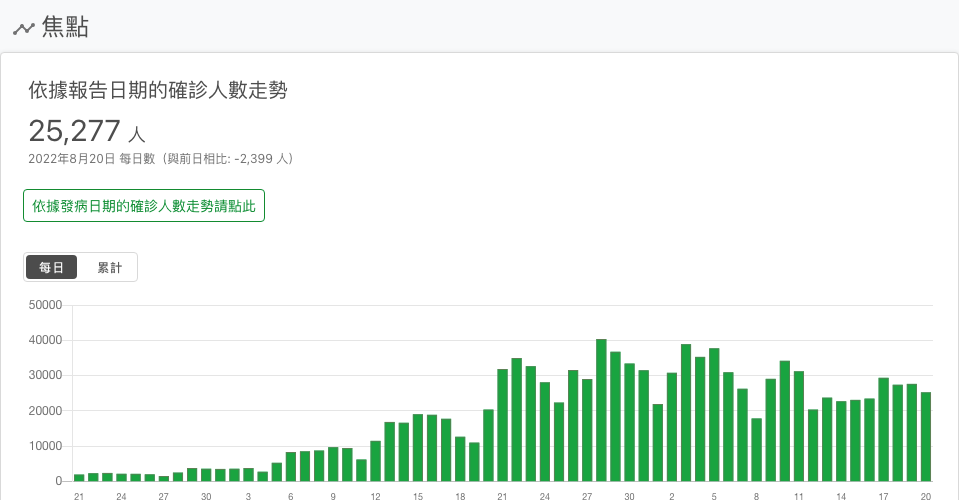 焦點
依據報告日期的確診人數走勢
25,277 人
2022年8月20日 每日數（與前日相比: -2,399 人）
依據發病日期的確診人數走勢請點此
每日 累計
50000
40000
30000
20000
10000
0
21 24 27 30 3 6 9 12 15 18 21 24 27 30 2 5 8 11 14 17 20